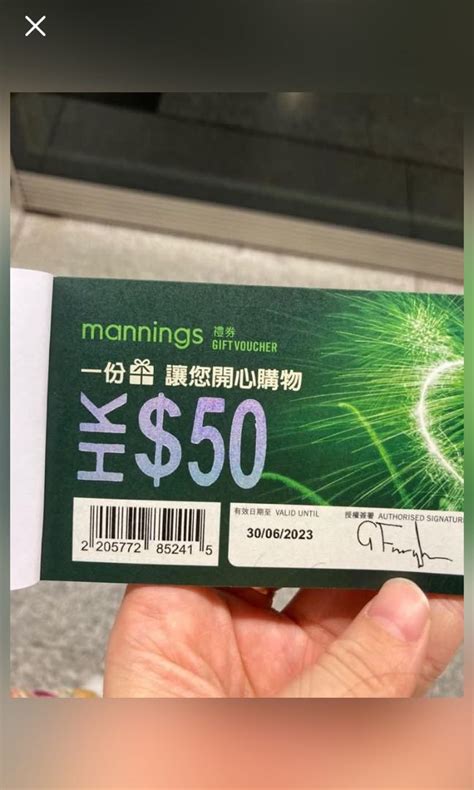 mannings 禮券
GIFT VOUCHER
一份 讓您開心購物
HK$50
有效日期至 VALID UNTIL
30/06/2023
授權簽署 AUTHORISED SIGNATURE
2 205772 85241 5